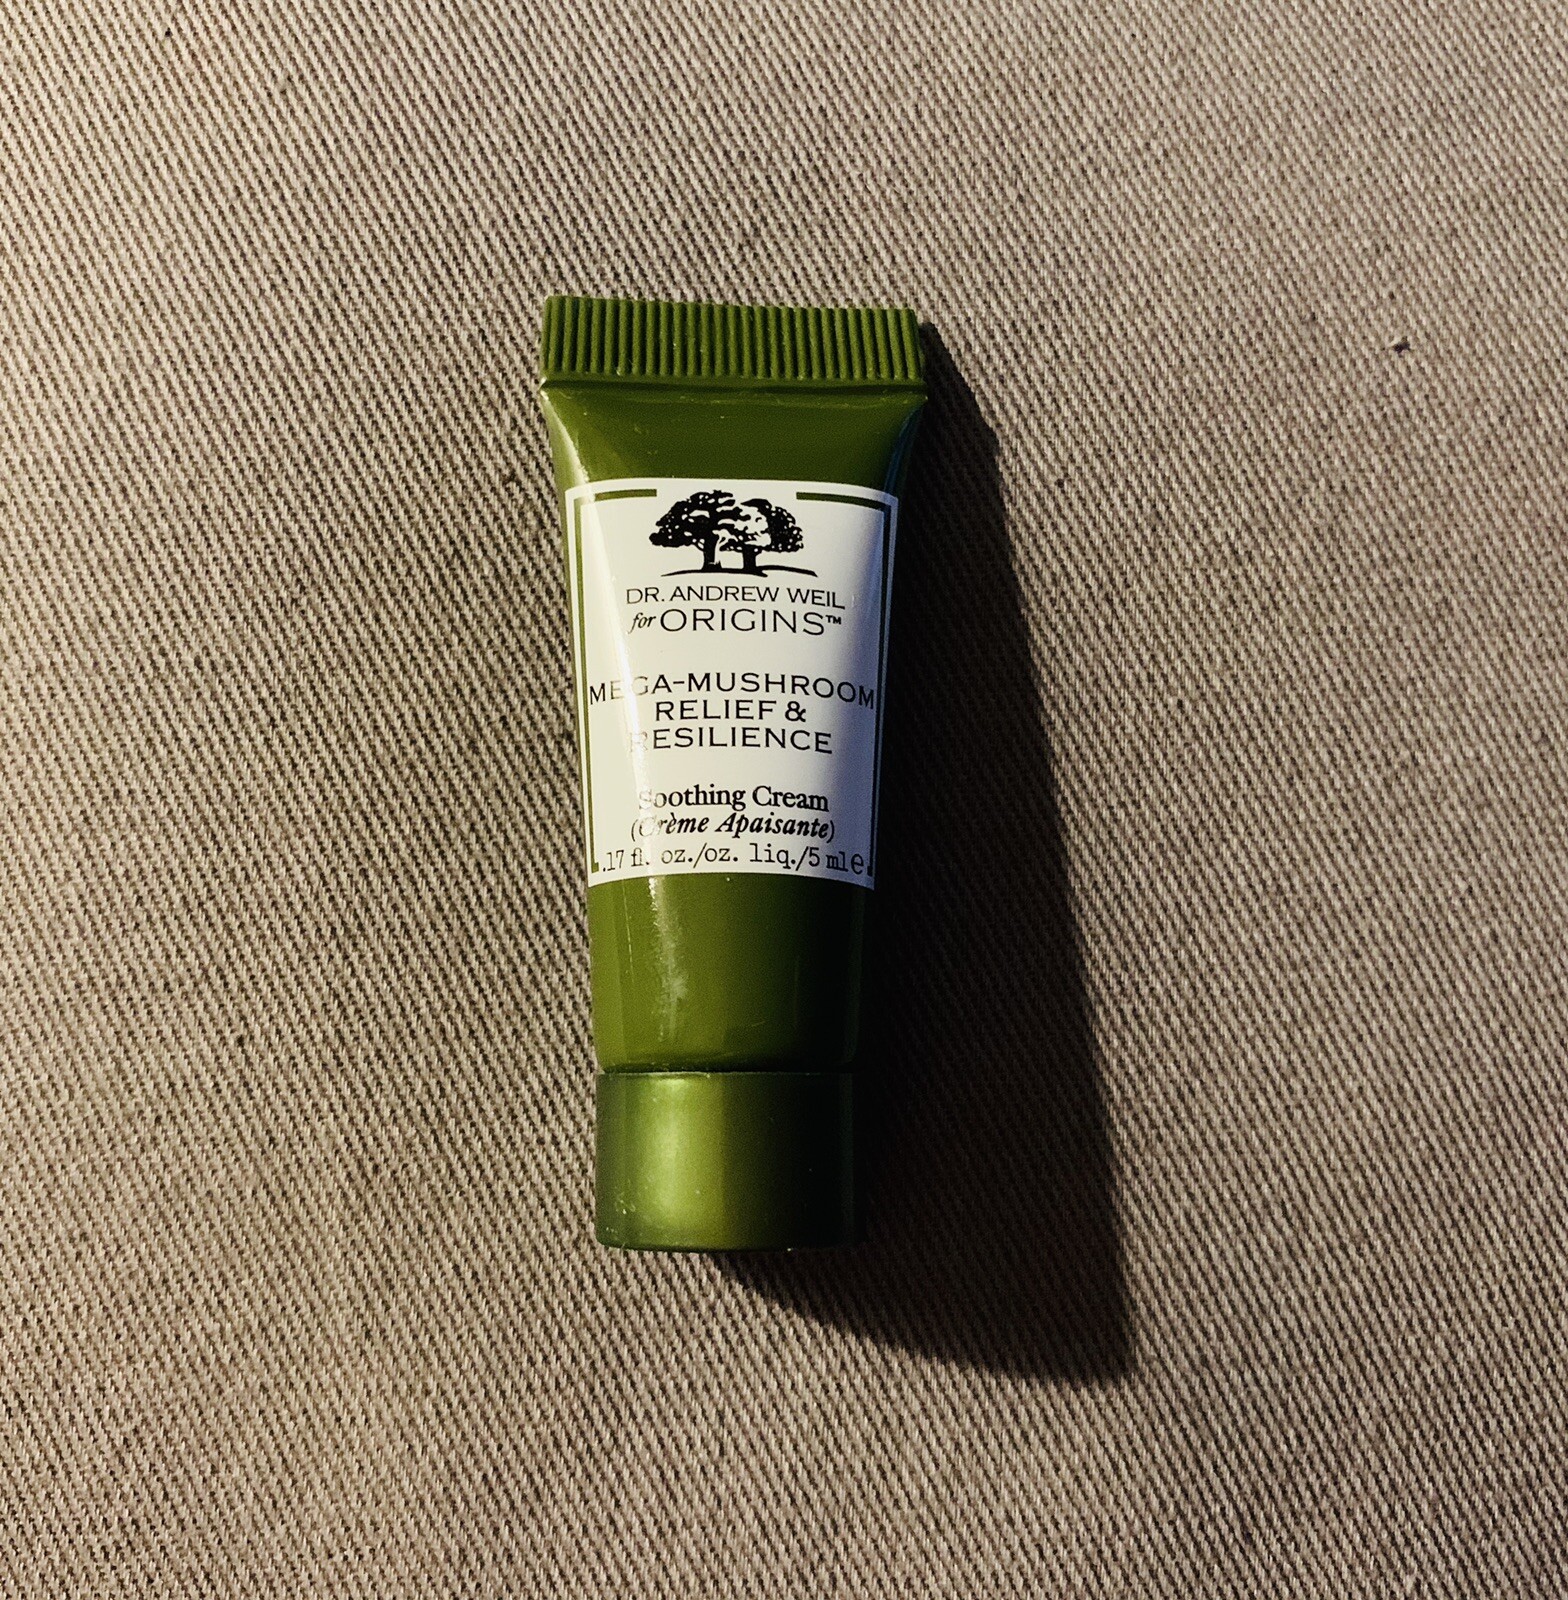 DR. ANDREW WEIL
for ORIGINS™
MEGA-MUSHROOM
RELIEF &
RESILIENCE
Soothing Cream
(Crème Apaisante)
.17 fl. oz./oz. liq./5 ml ℮